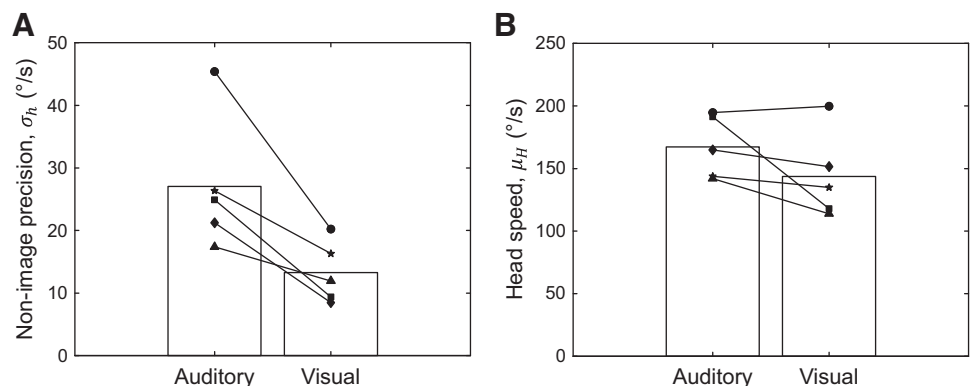 A
Non-image precision, σh (°/s)
50
40
30
20
10
0
Auditory Visual
B
Head speed, μH (°/s)
250
200
150
100
50
0
Auditory Visual